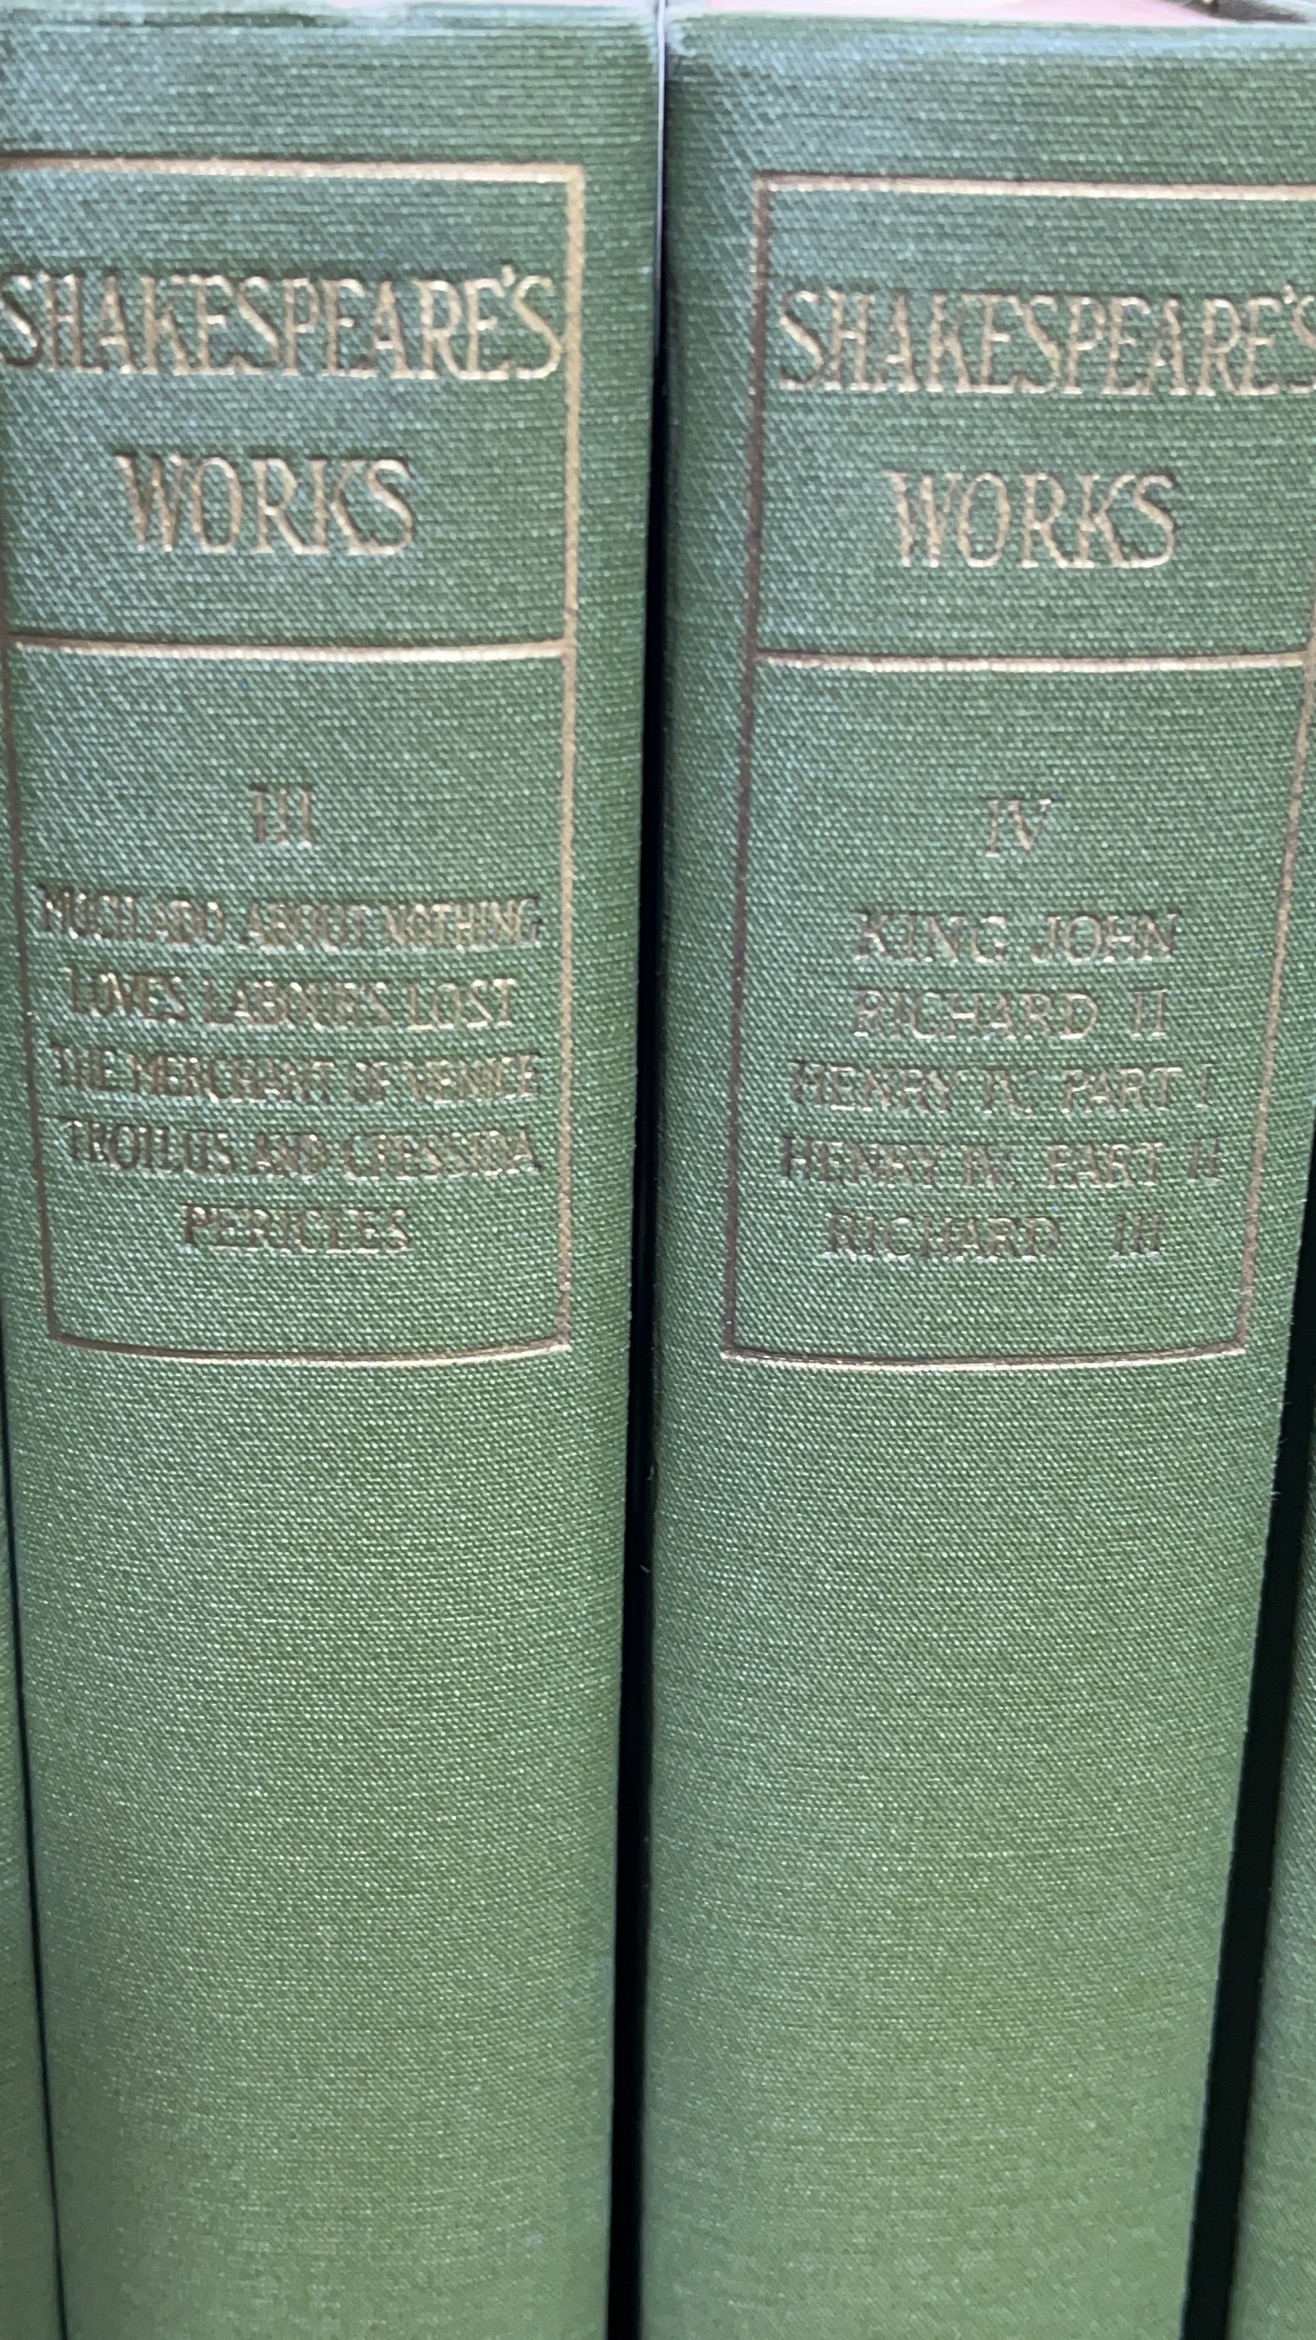 SHAKESPEARE'S
WORKS
III
MUCH ADO ABOUT NOTHING
LOVES LABOUR'S LOST
THE MERCHANT OF VENICE
TROILUS AND CRESSIDA
PERICLES
SHAKESPEARE'S
WORKS
IV
KING JOHN
RICHARD II
HENRY IV. PART I
HENRY IV. PART II
RICHARD III